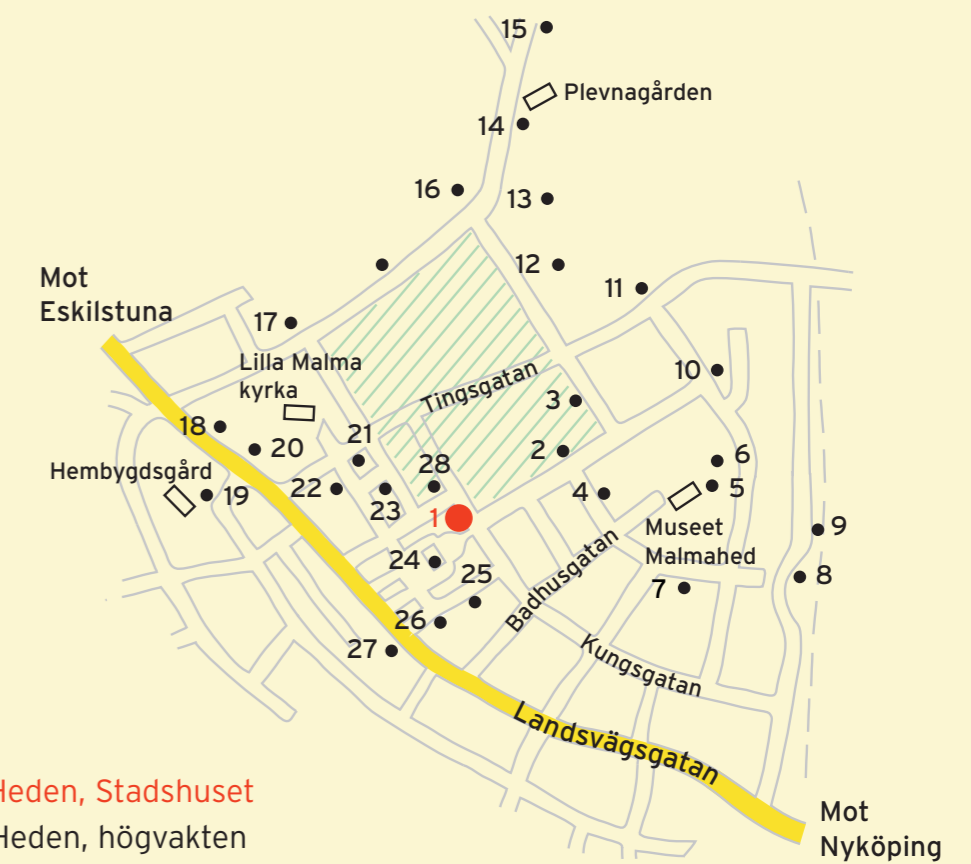 15
Plevnagården
14
16
13
12
11
Mot
Eskilstuna
17
Lilla Malma
kyrka
Tingsgatan
10
3
18
20
21
2
Hembygdsgård
19
22
23
28
4
6
5
1
Museet
Malmahed
9
8
7
24
25
Badhusgatan
26
27
Kungsgatan
Landsvägsgatan
Mot
Nyköping
Heden, Stadshuset
Heden, högvakten